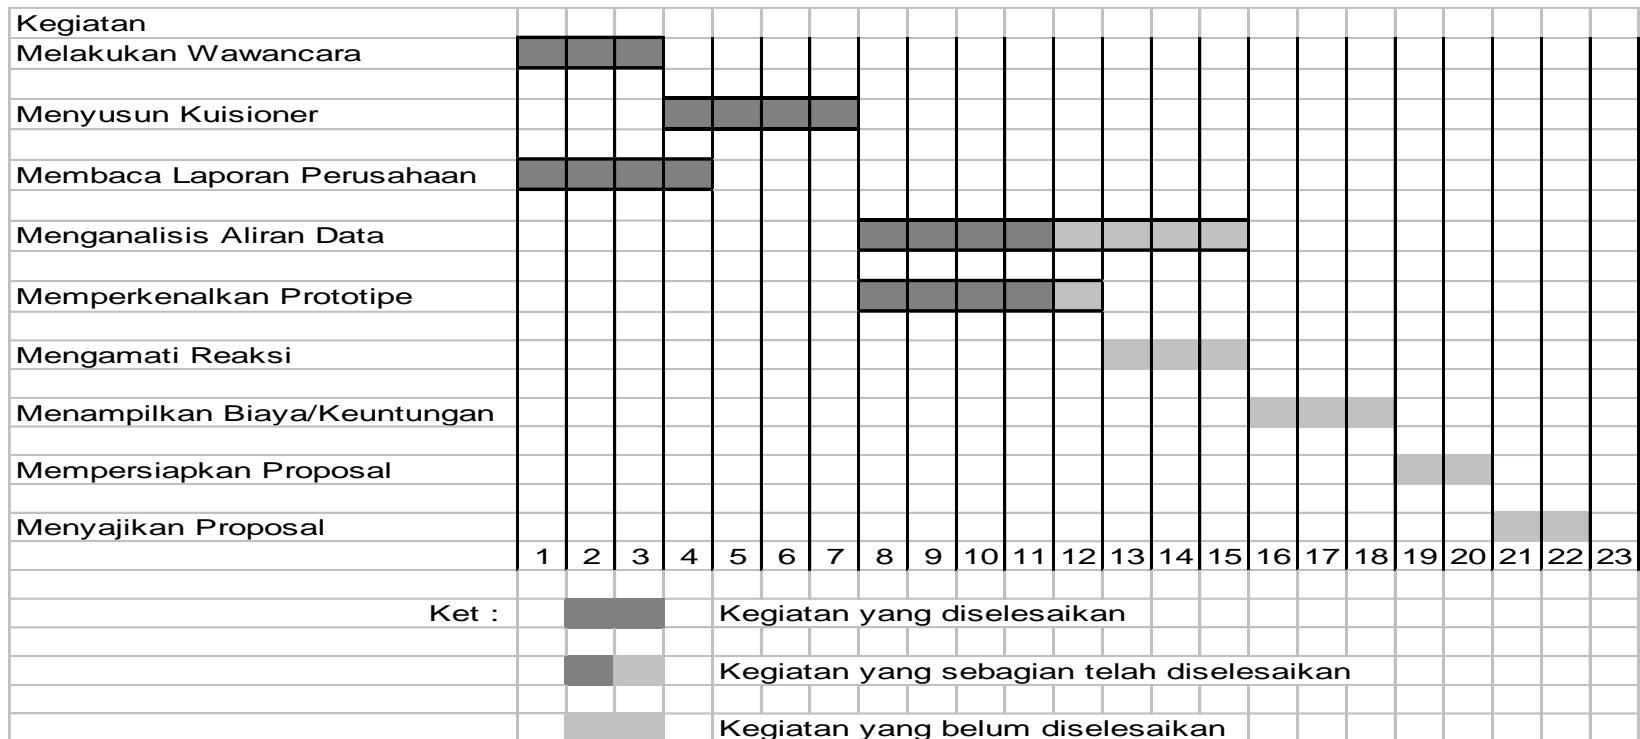 Kegiatan
Melakukan Wawancara
Menyusun Kuisioner
Membaca Laporan Perusahaan
Menganalisis Aliran Data
Memperkenalkan Prototipe
Mengamati Reaksi
Menampilkan Biaya/Keuntungan
Mempersiapkan Proposal
Menyajikan Proposal
1 2 3 4 5 6 7 8 9 10 11 12 13 14 15 16 17 18 19 20 21 22 23
Ket : Kegiatan yang diselesaikan
Kegiatan yang sebagian telah diselesaikan
Kegiatan yang belum diselesaikan